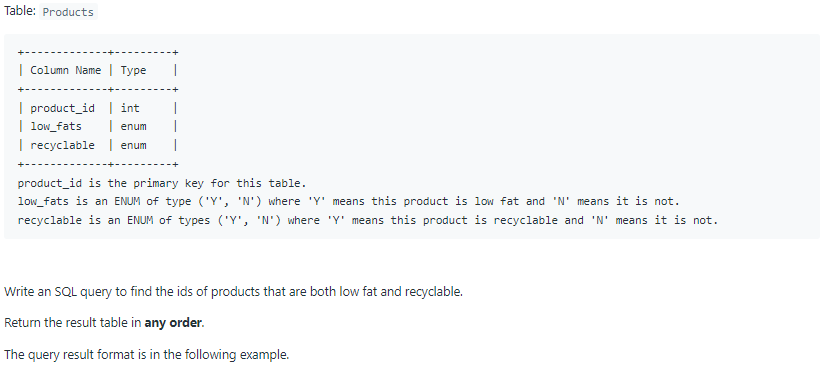 Table: Products
+-------------+---------+
| Column Name | Type    |
+-------------+---------+
| product_id  | int     |
| low_fats    | enum    |
| recyclable  | enum    |
+-------------+---------+
product_id is the primary key for this table.
low_fats is an ENUM of type ('Y', 'N') where 'Y' means this product is low fat and 'N' means it is not.
recyclable is an ENUM of types ('Y', 'N') where 'Y' means this product is recyclable and 'N' means it is not.
Write an SQL query to find the ids of products that are both low fat and recyclable.
Return the result table in any order.
The query result format is in the following example.